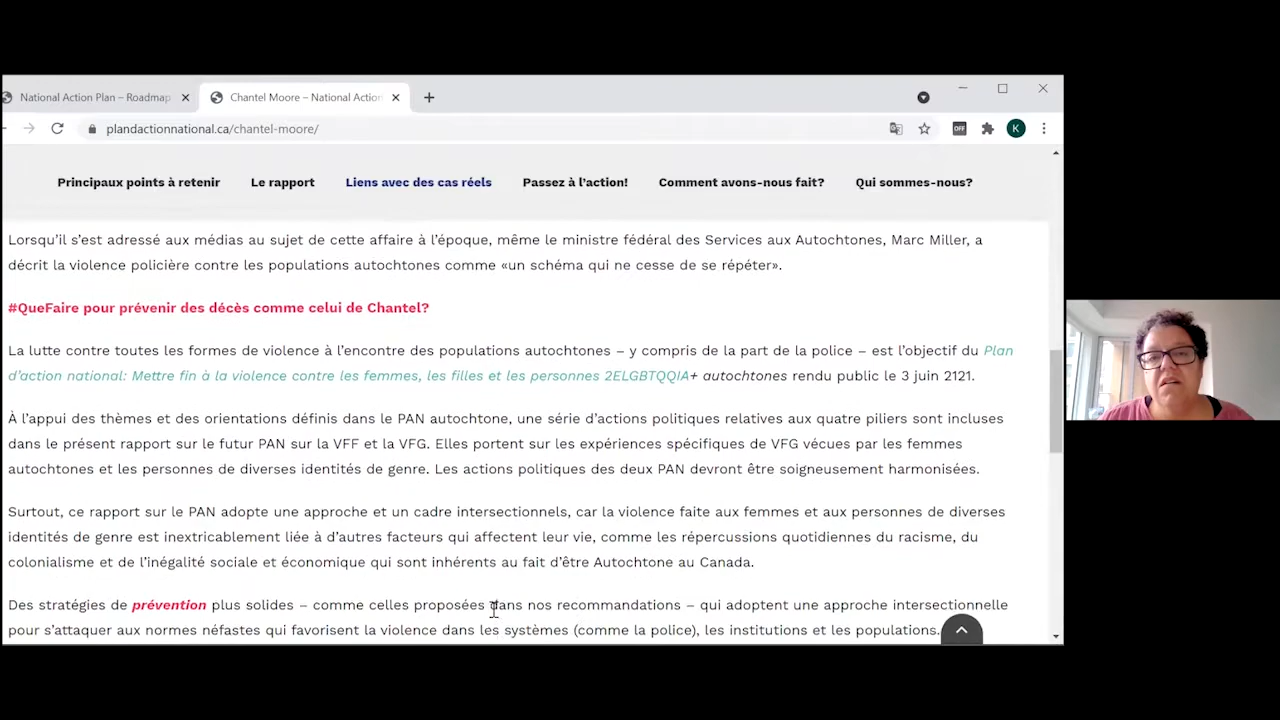 National Action Plan – Roadmap
Chantel Moore – National Action
plandactionnational.ca/chantel-moore/
OFF
K
Principaux points à retenir
Le rapport
Liens avec des cas réels
Passez à l’action!
Comment avons-nous fait?
Qui sommes-nous?
Lorsqu’il s’est adressé aux médias au sujet de cette affaire à l’époque, même le ministre fédéral des Services aux Autochtones, Marc Miller, a
décrit la violence policière contre les populations autochtones comme «un schéma qui ne cesse de se répéter».
#QueFaire pour prévenir des décès comme celui de Chantel?
La lutte contre toutes les formes de violence à l’encontre des populations autochtones – y compris de la part de la police – est l’objectif du Plan
d’action national: Mettre fin à la violence contre les femmes, les filles et les personnes 2ELGBTQQIA+ autochtones rendu public le 3 juin 2121.
À l’appui des thèmes et des orientations définis dans le PAN autochtone, une série d’actions politiques relatives aux quatre piliers sont incluses
dans le présent rapport sur le futur PAN sur la VFF et la VFG. Elles portent sur les expériences spécifiques de VFG vécues par les femmes
autochtones et les personnes de diverses identités de genre. Les actions politiques des deux PAN devront être soigneusement harmonisées.
Surtout, ce rapport sur le PAN adopte une approche et un cadre intersectionnels, car la violence faite aux femmes et aux personnes de diverses
identités de genre est inextricablement liée à d’autres facteurs qui affectent leur vie, comme les répercussions quotidiennes du racisme, du
colonialisme et de l’inégalité sociale et économique qui sont inhérents au fait d’être Autochtone au Canada.
Des stratégies de prévention plus solides – comme celles proposées dans nos recommandations – qui adoptent une approche intersectionnelle
pour s’attaquer aux normes néfastes qui favorisent la violence dans les systèmes (comme la police), les institutions et les populations.